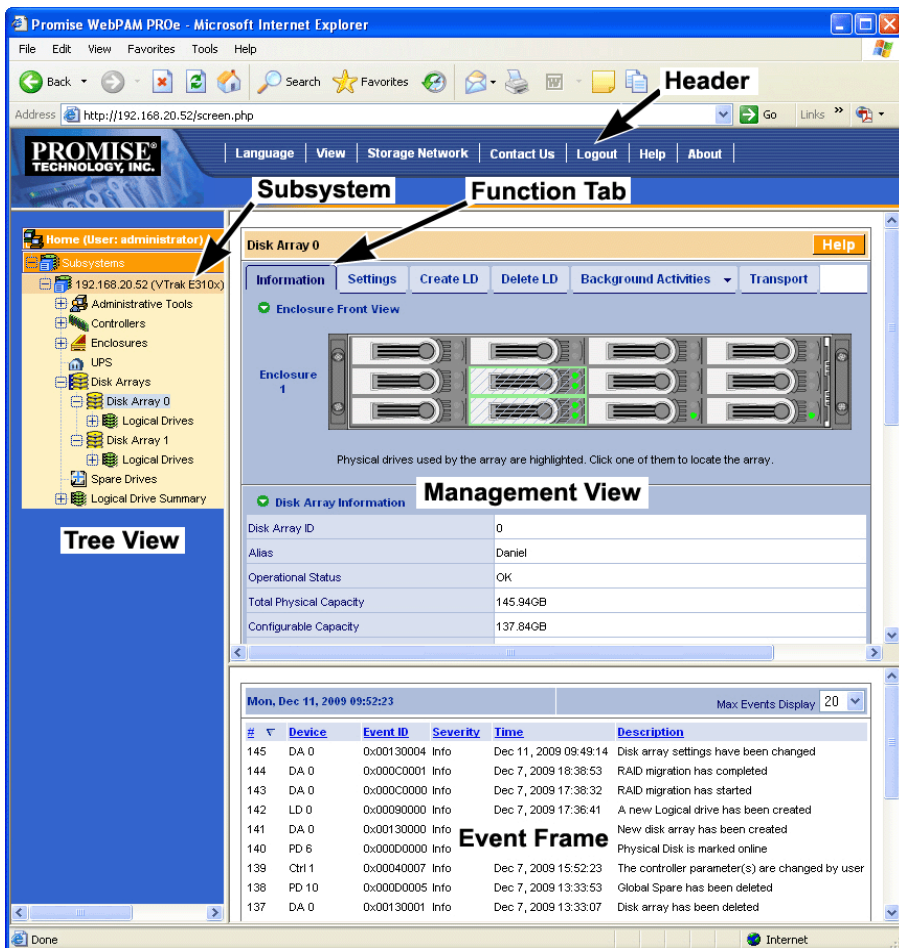 Promise WebPAM PROe - Microsoft Internet Explorer
File Edit View Favorites Tools Help
Back Search Favorites
Header
Address http://192.168.20.52/screen.php Go Links »
PROMISE®
TECHNOLOGY, INC.
Language View Storage Network Contact Us Logout Help About
Subsystem
Function Tab
Home (User: administrator)
Subsystems
192.168.20.52 (VTrak E310x)
Administrative Tools
Controllers
Enclosures
UPS
Disk Arrays
Disk Array 0
Logical Drives
Disk Array 1
Logical Drives
Spare Drives
Logical Drive Summary
Tree View
Disk Array 0 Help
Information Settings Create LD Delete LD Background Activities Transport
Enclosure Front View
Enclosure
1
Physical drives used by the array are highlighted. Click one of them to locate the array.
Management View
Disk Array Information
Disk Array ID 0
Alias Daniel
Operational Status OK
Total Physical Capacity 145.94GB
Configurable Capacity 137.84GB
Mon, Dec 11, 2009 09:52:23 Max Events Display 20
# Device Event ID Severity Time Description
145 DA 0 0x00130004 Info Dec 11, 2009 09:49:14 Disk array settings have been changed
144 DA 0 0x000C0001 Info Dec 7, 2009 18:38:53 RAID migration has completed
143 DA 0 0x000C0000 Info Dec 7, 2009 17:38:32 RAID migration has started
142 LD 0 0x00090000 Info Dec 7, 2009 17:36:41 A new Logical drive has been created
141 DA 0 0x00130000 Info New disk array has been created
140 PD 6 0x000D0000 Info Physical Disk is marked online
Event Frame
139 Ctrl 1 0x00040007 Info Dec 7, 2009 15:52:23 The controller parameter(s) are changed by user
138 PD 10 0x000D0005 Info Dec 7, 2009 13:33:53 Global Spare has been deleted
137 DA 0 0x00130001 Info Dec 7, 2009 13:33:07 Disk array has been deleted
Done Internet